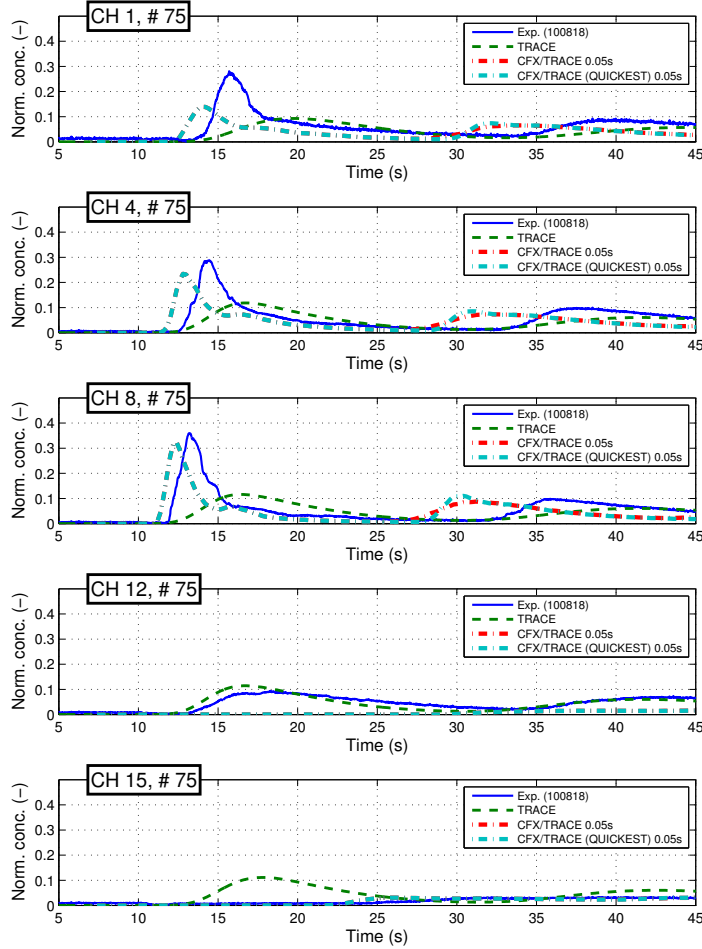 CH 1, # 75
Norm. conc. (−)
0.4
0.3
0.2
0.1
0
Exp. (100818)
TRACE
CFX/TRACE 0.05s
CFX/TRACE (QUICKEST) 0.05s
5 10 15 20 25 30 35 40 45
Time (s)
CH 4, # 75
Norm. conc. (−)
0.4
0.3
0.2
0.1
0
Exp. (100818)
TRACE
CFX/TRACE 0.05s
CFX/TRACE (QUICKEST) 0.05s
5 10 15 20 25 30 35 40 45
Time (s)
CH 8, # 75
Norm. conc. (−)
0.4
0.3
0.2
0.1
0
Exp. (100818)
TRACE
CFX/TRACE 0.05s
CFX/TRACE (QUICKEST) 0.05s
5 10 15 20 25 30 35 40 45
Time (s)
CH 12, # 75
Norm. conc. (−)
0.4
0.3
0.2
0.1
0
Exp. (100818)
TRACE
CFX/TRACE 0.05s
CFX/TRACE (QUICKEST) 0.05s
5 10 15 20 25 30 35 40 45
Time (s)
CH 15, # 75
Norm. conc. (−)
0.4
0.3
0.2
0.1
0
Exp. (100818)
TRACE
CFX/TRACE 0.05s
CFX/TRACE (QUICKEST) 0.05s
5 10 15 20 25 30 35 40 45
Time (s)